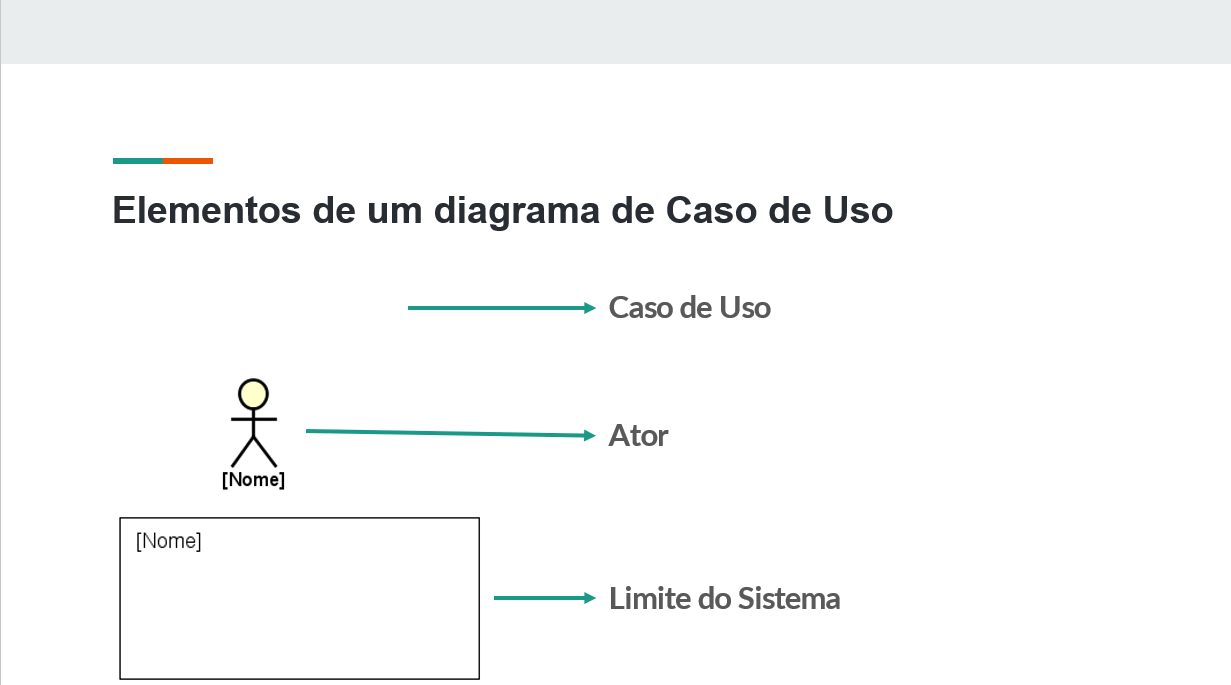 Elementos de um diagrama de Caso de Uso
Caso de Uso
Ator
[Nome]
[Nome]
Limite do Sistema